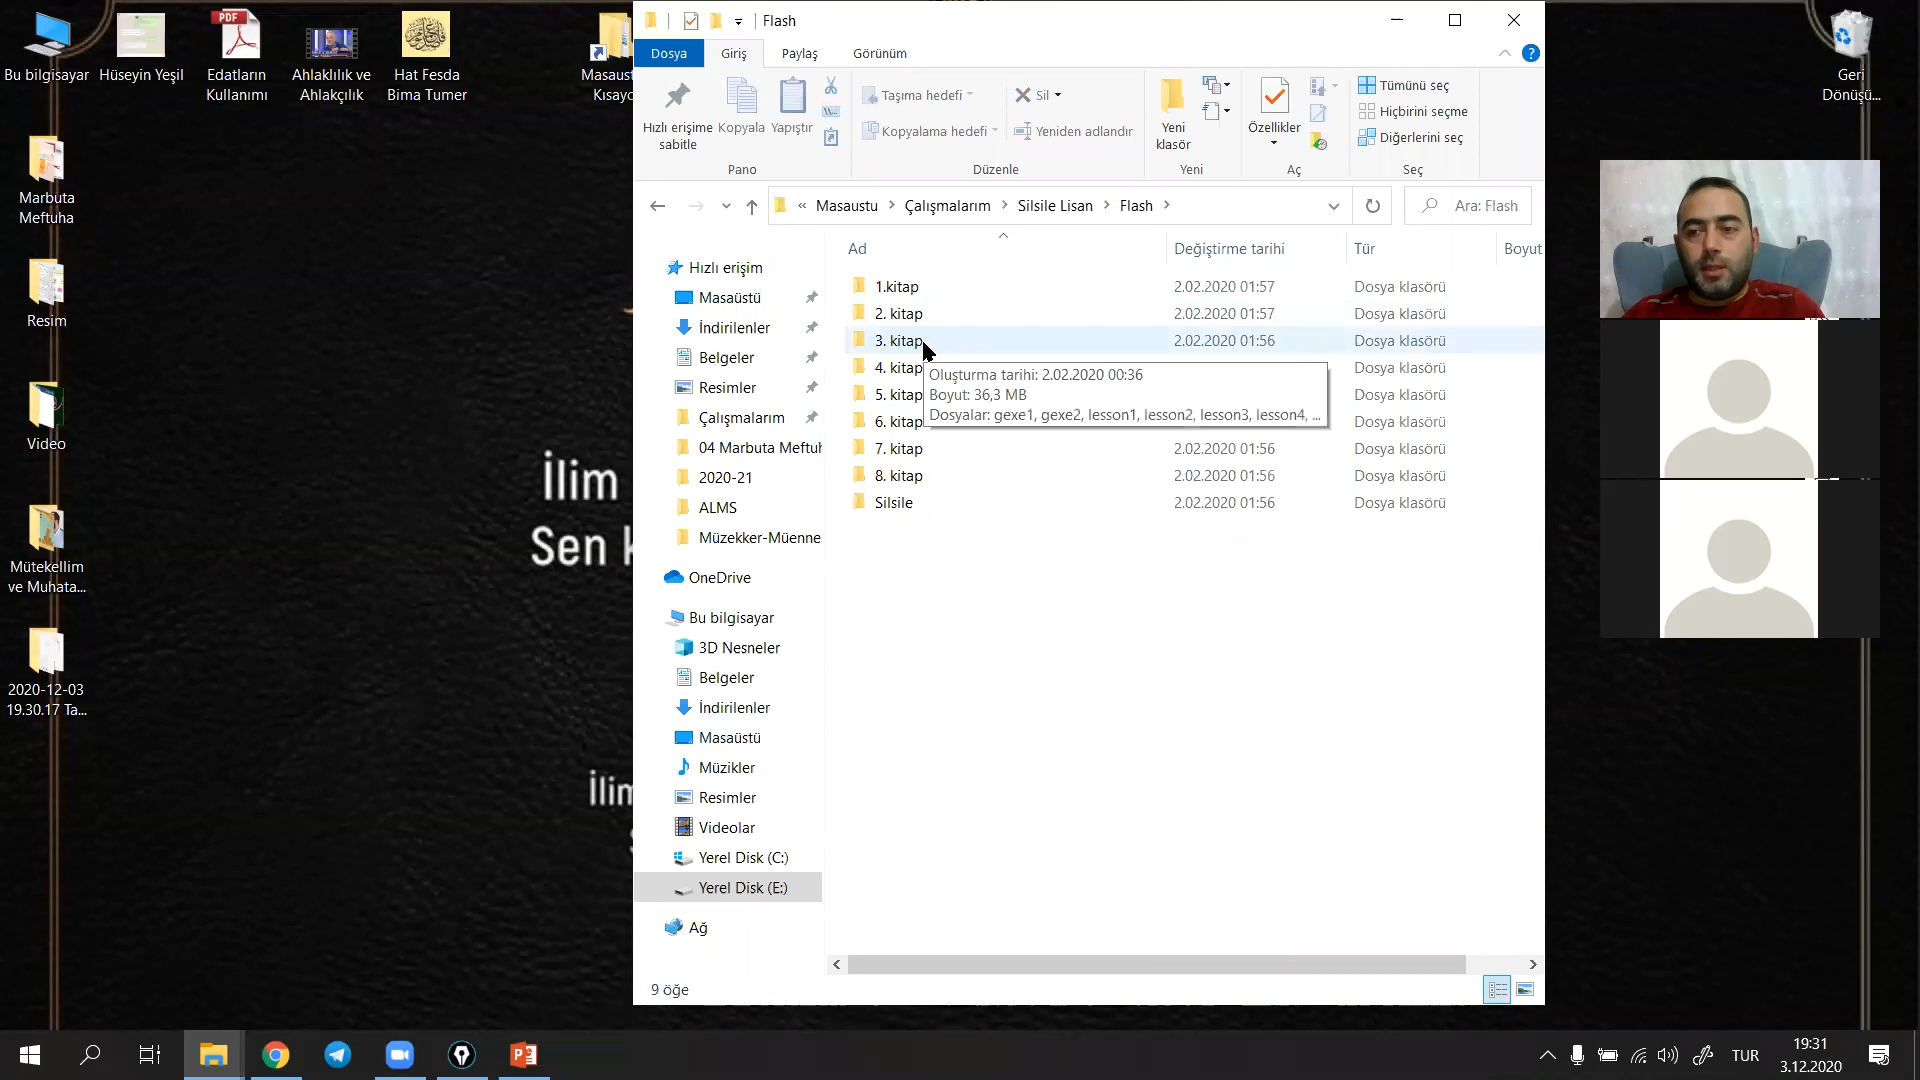 Bu bilgisayar
Hüseyin Yeşil
PDF
Edatların
Kullanımı
Ahlaklılık ve
Ahlakçılık
Hat Fesda
Bima Tumer
Marbuta
Meftuha
Resim
Video
Mütekellim
ve Muhata...
2020-12-03
19.30.17 Ta...
İlim
Sen
Flash
Dosya
Giriş
Paylaş
Görünüm
Hızlı erişime
sabitle
Kopyala
Yapıştır
Pano
Taşıma hedefi
Kopyalama hedefi
Sil
Yeniden adlandır
Düzenle
Yeni
klasör
Yeni
Özellikler
Aç
Tümünü seç
Hiçbirini seçme
Diğerlerini seç
Seç
« Masaustu > Çalışmalarım > Silsile Lisan > Flash >
Ara: Flash
Hızlı erişim
Masaüstü
İndirilenler
Belgeler
Resimler
Çalışmalarım
04 Marbuta Meftuh
2020-21
ALMS
Müzekker-Müenne
OneDrive
Bu bilgisayar
3D Nesneler
Belgeler
İndirilenler
Masaüstü
Müzikler
Resimler
Videolar
Yerel Disk (C:)
Yerel Disk (E:)
Ağ
Ad Değiştirme tarihi Tür Boyut
1.kitap 2.02.2020 01:57 Dosya klasörü
2. kitap 2.02.2020 01:57 Dosya klasörü
3. kitap 2.02.2020 01:56 Dosya klasörü
4. kitap Dosya klasörü
5. kitap Dosya klasörü
6. kitap Dosya klasörü
7. kitap 2.02.2020 01:56 Dosya klasörü
8. kitap 2.02.2020 01:56 Dosya klasörü
Silsile 2.02.2020 01:56 Dosya klasörü
Oluşturma tarihi: 2.02.2020 00:36
Boyut: 36,3 MB
Dosyalar: gexe1, gexe2, lesson1, lesson2, lesson3, lesson4, ...
9 öğe
Geri
Dönüşü...
TUR
19:31
3.12.2020